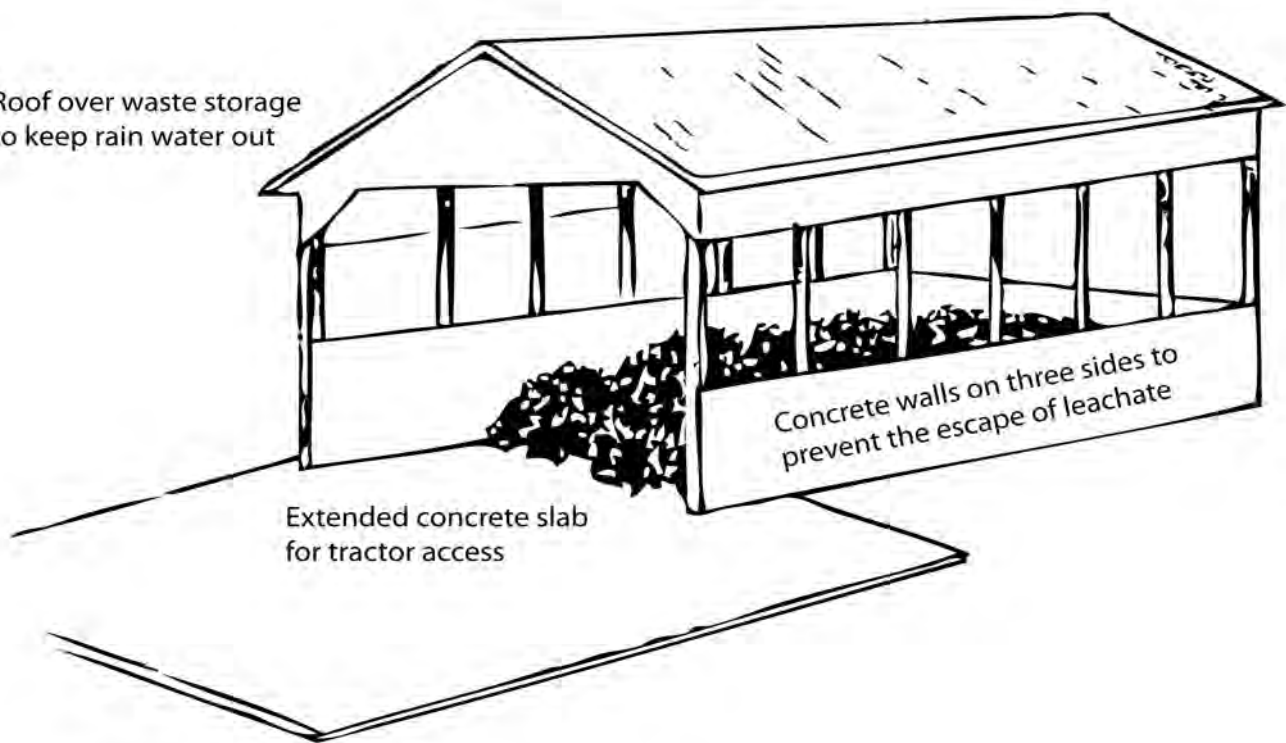 Roof over waste storage
to keep rain water out
Concrete walls on three sides to
prevent the escape of leachate
Extended concrete slab
for tractor access